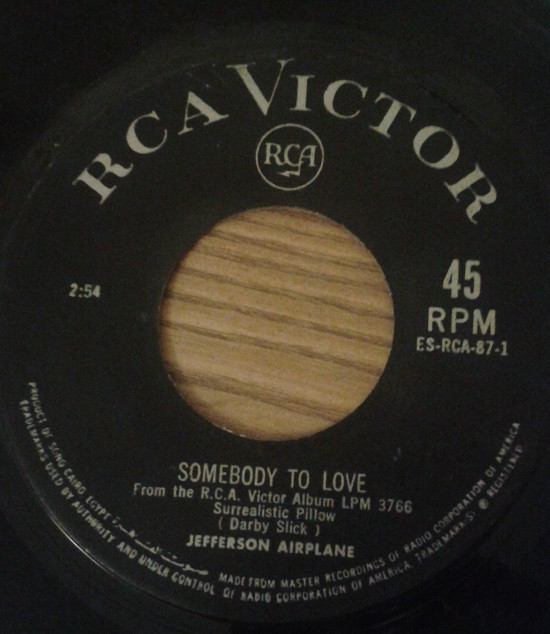 RCA VICTOR
RCA
2:54
45
RPM
ES-RCA-87-1
SOMEBODY TO LOVE
From the R.C.A. Victor Album LPM 3766
Surrealistic Pillow
( Darby Slick )
JEFFERSON AIRPLANE
PRODUCT OF SONO CAIRO EGYPT صوت القاهرة MADE FROM MASTER RECORDINGS OF RADIO CORPORATION OF AMERICA
TRADEMARKS USED BY AUTHORITY AND UNDER CONTROL OF RADIO CORPORATION OF AMERICA. TRADEMARK(S) ® REGISTERED